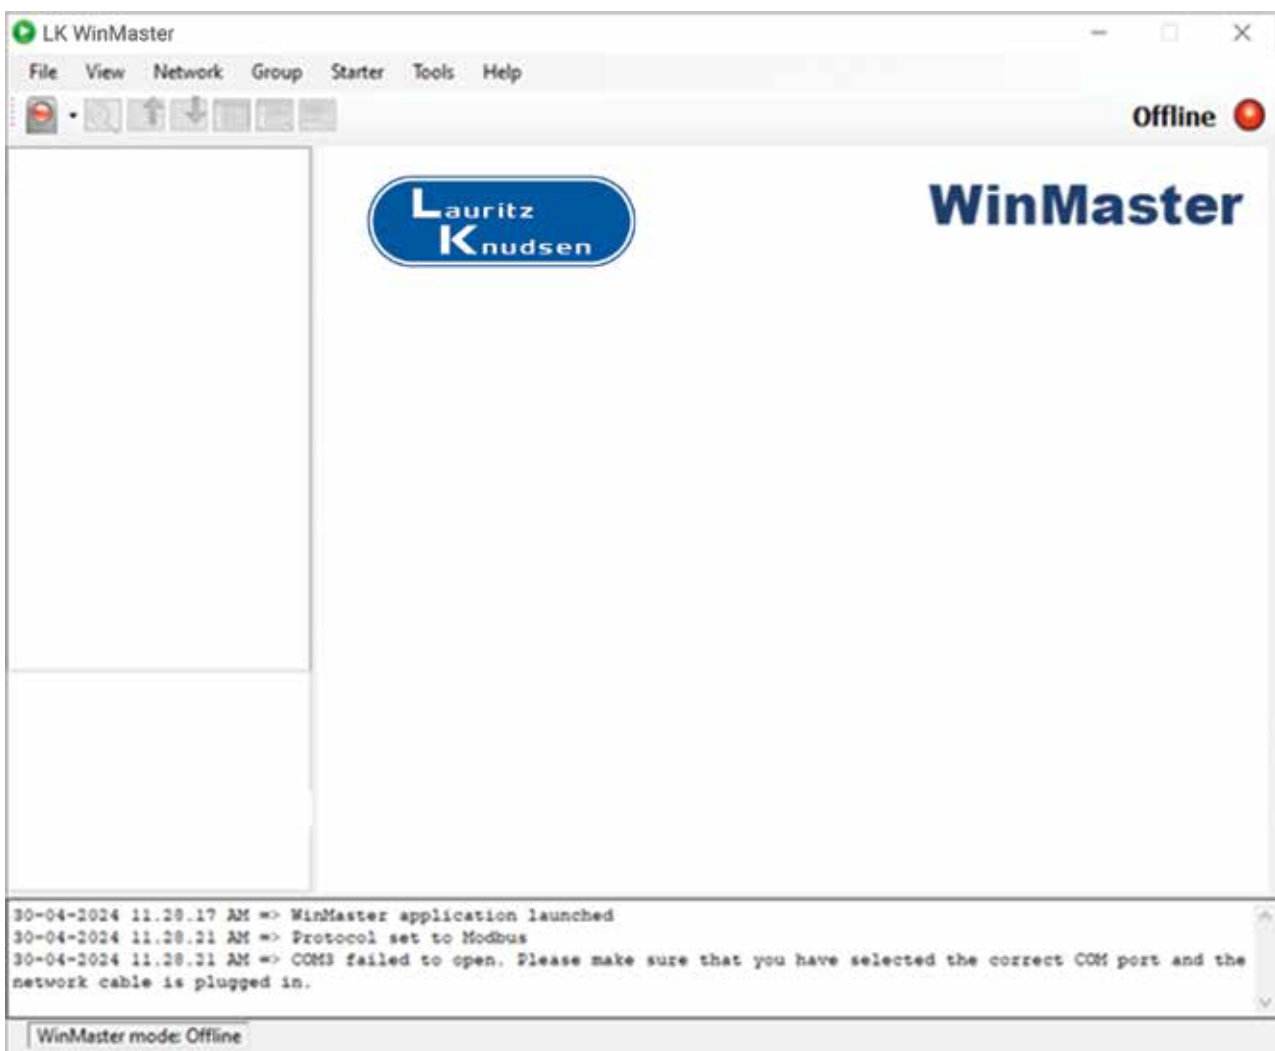 LK WinMaster
File View Network Group Starter Tools Help
Offline
Lauritz
Knudsen
WinMaster
30-04-2024 11.28.17 AM => WinMaster application launched
30-04-2024 11.28.21 AM => Protocol set to Modbus
30-04-2024 11.28.21 AM => COM3 failed to open. Please make sure that you have selected the correct COM port and the
network cable is plugged in.
WinMaster mode: Offline